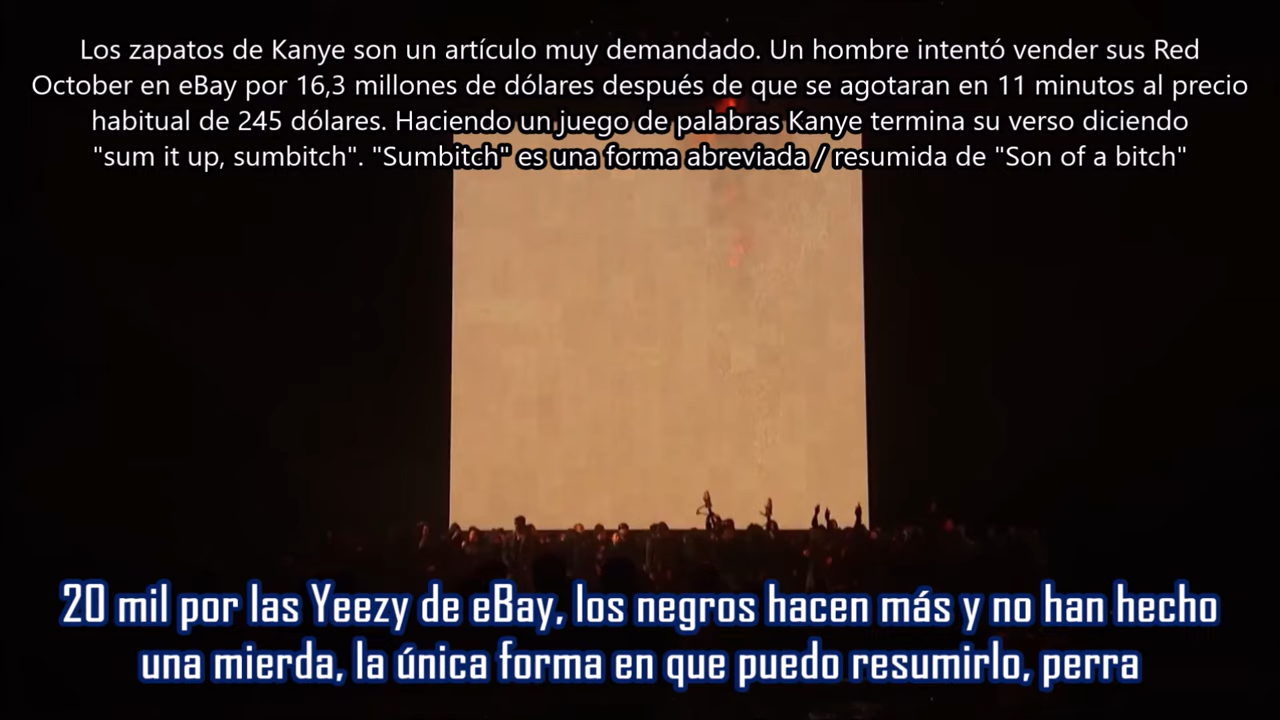 Los zapatos de Kanye son un artículo muy demandado. Un hombre intentó vender sus Red
October en eBay por 16,3 millones de dólares después de que se agotaran en 11 minutos al precio
habitual de 245 dólares. Haciendo un juego de palabras Kanye termina su verso diciendo
"sum it up, sumbitch". "Sumbitch" es una forma abreviada / resumida de "Son of a bitch"
20 mil por las Yeezy de eBay, los negros hacen más y no han hecho
una mierda, la única forma en que puedo resumirlo, perra